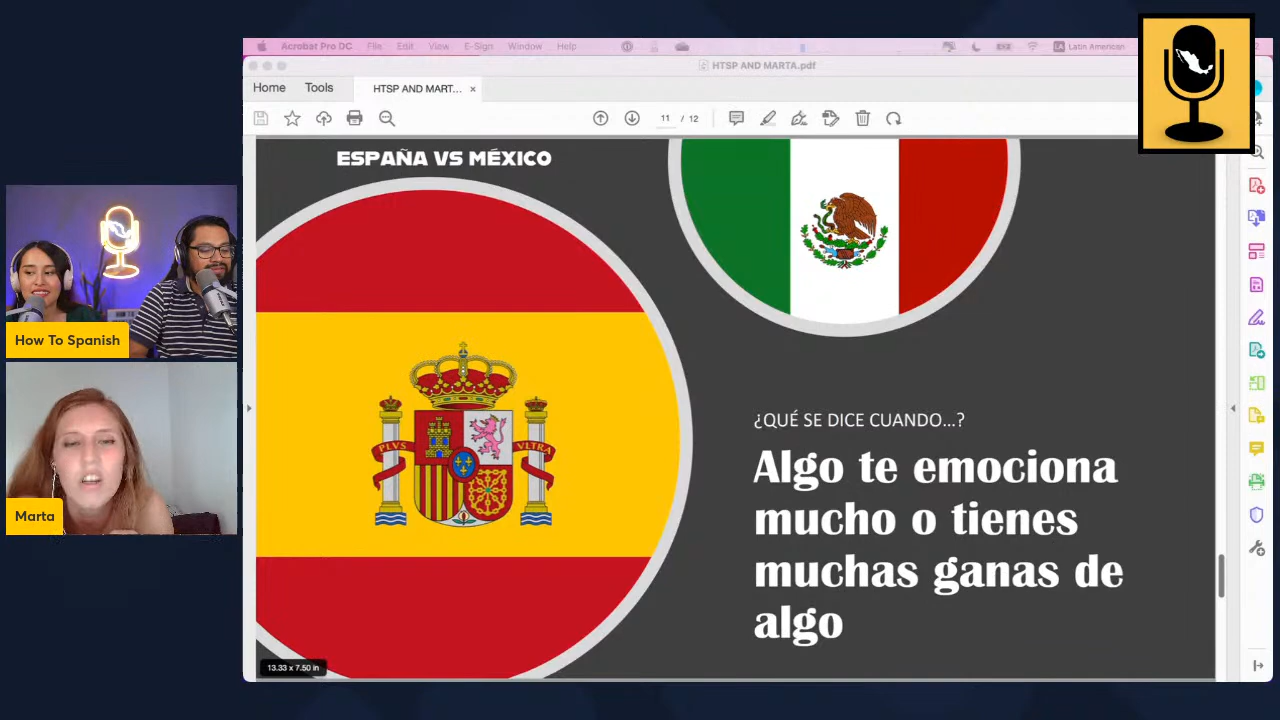 Acrobat Pro DC File Edit View E-Sign Window Help
Latin American
HTSP AND MARTA.pdf
Home Tools HTSP AND MART... ×
11 / 12
ESPAÑA VS MÉXICO
PLVS VLTRA
How To Spanish
Marta
¿QUÉ SE DICE CUANDO...?
Algo te emociona
mucho o tienes
muchas ganas de
algo
13.33 x 7.50 in